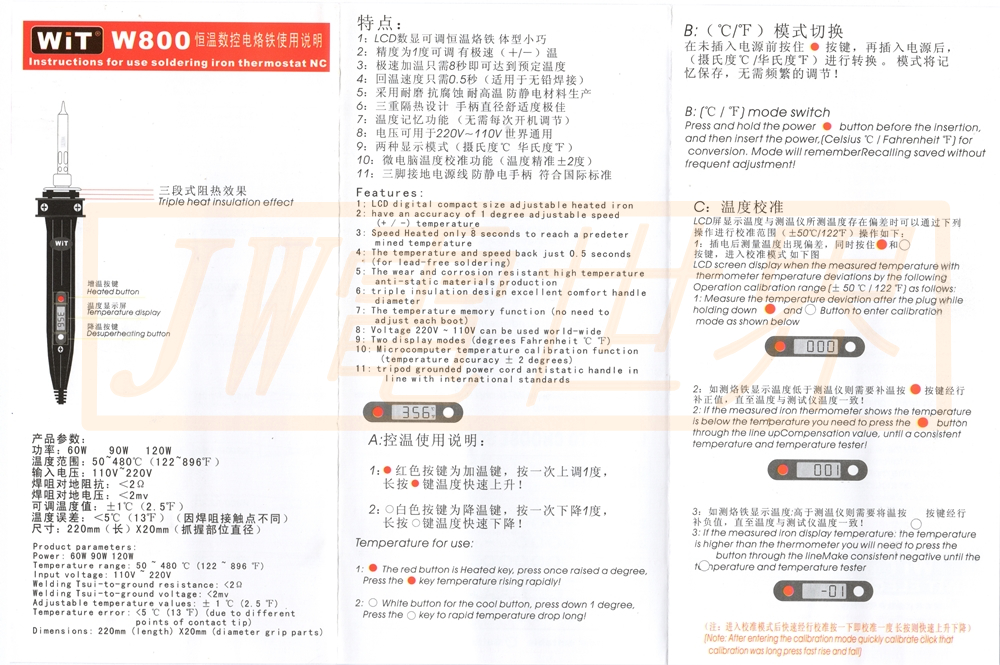 WiT® W800 恒温数控电烙铁使用说明
Instructions for use soldering iron thermostat NC
三段式阻热效果
Triple heat insulation effect
WiT
增温按键
Heated button
温度显示屏
Temperature display
降温按键
Desuperheating button
356
产品参数：
功率：60W 90W 120W
温度范围：50~480℃（122~896℉）
输入电压：110V~220V
焊咀对地阻抗：＜2Ω
焊咀对地电压：＜2mv
可调温度值：±1℃（2.5℉）
温度误差：＜5℃（13℉）（因焊咀接触点不同）
尺寸：220mm（长）X20mm（抓握部位直径）
Product parameters:
Power: 60W 90W 120W
Temperature range: 50 ~ 480 ℃ (122 ~ 896 ℉)
Input voltage: 110V ~ 220V
Welding Tsui-to-ground resistance: <2Ω
Welding Tsui-to-ground voltage: <2mv
Adjustable temperature values: ± 1 ℃ (2.5 ℉)
Temperature error: <5 ℃ (13 ℉) (due to different
points of contact tip)
Dimensions: 220mm (length) X20mm (diameter grip parts)
特点：
1：LCD数显可调恒温烙铁 体型小巧
2：精度为1度可调 有极速（+/−）温
3：极速加温只需8秒即可达到预定温度
4：回温速度只需0.5秒（适用于无铅焊接）
5：采用耐磨 抗腐蚀 耐高温 防静电材料生产
6：三重隔热设计 手柄直径舒适度极佳
7：温度记忆功能（无需每次开机调节）
8：电压可用于220V~110V世界通用
9：两种显示模式（摄氏度℃ 华氏度℉）
10：微电脑温度校准功能（温度精准±2度）
11：三脚接地电源线 防静电手柄 符合国际标准
Features:
1: LCD digital compact size adjustable heated iron
2: have an accuracy of 1 degree adjustable speed
(+ / −) temperature
3: Speed Heated only 8 seconds to reach a predeter
mined temperature
4: The temperature and speed back just 0.5 seconds
(for lead-free soldering)
5: The wear and corrosion resistant high temperature
anti-static materials production
6: triple insulation design excellent comfort handle
diameter
7: The temperature memory function (no need to
adjust each boot)
8: Voltage 220V ~ 110V can be used world-wide
9: Two display modes (degrees Fahrenheit ℃ ℉)
10: Microcomputer temperature calibration function
(temperature accuracy ± 2 degrees)
11: tripod grounded power cord antistatic handle in
line with international standards
356
A:控温使用说明：
1：●红色按键为加温键，按一次上调1度，
长按●键温度快速上升！
2：○白色按键为降温键，按一次下降1度，
长按○键温度快速下降！
Temperature for use:
1: ● The red button is Heated key, press once raised a degree,
Press the ● key temperature rising rapidly!
2: ○ White button for the cool button, press down 1 degree,
Press the ○ key to rapid temperature drop long!
B:（℃/℉）模式切换
在未插入电源前按住 ● 按键，再插入电源后，
（摄氏度℃ /华氏度℉）进行转换。模式将记
忆保存，无需频繁的调节！
B: (℃ / ℉) mode switch
Press and hold the power ● button before the insertion,
and then insert the power,(Celsius ℃ / Fahrenheit ℉) for
conversion. Mode will rememberRecalling saved without
frequent adjustment!
C：温度校准
LCD屏显示温度与测温仪所测温度存在偏差时可以通过下列
操作进行校准范围（±50℃/122℉）操作如下：
1：插电后测量温度出现偏差，同时按住●和○
按键，进入校准模式 如下图
LCD screen display when the measured temperature with
thermometer temperature deviations by the following
Operation calibration range (± 50 ℃ / 122 ℉) as follows:
1: Measure the temperature deviation after the plug while
holding down ● and ○ Button to enter calibration
mode as shown below
000
2：如测烙铁显示温度低于测温仪则需要补温按 ● 按键经行
补正值，直至温度与测试仪温度一致！
2: If the measured iron thermometer shows the temperature
is below the temperature you need to press the ● button
through the line upCompensation value, until a consistent
temperature and temperature tester!
001
3：如测烙铁显示温度:高于测温仪则需要将温按 ○ 按键经行
补负值，直至温度与测试仪温度一致！
3: If the measured iron display temperature: the temperature
is higher than the thermometer you will need to press the
button through the lineMake consistent negative until the
t○nperature and temperature tester
-01
（注：进入校准模式后快速经行校准按一下即校准一度 长按则快速上升下降）
[Note: After entering the calibration mode quickly calibrate click that
calibration was long press fast rise and fall]